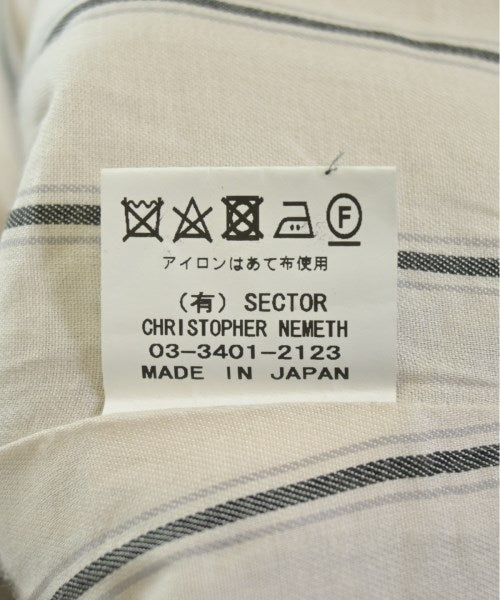 F
アイロンはあて布使用
(有) SECTOR
CHRISTOPHER NEMETH
03-3401-2123
MADE IN JAPAN